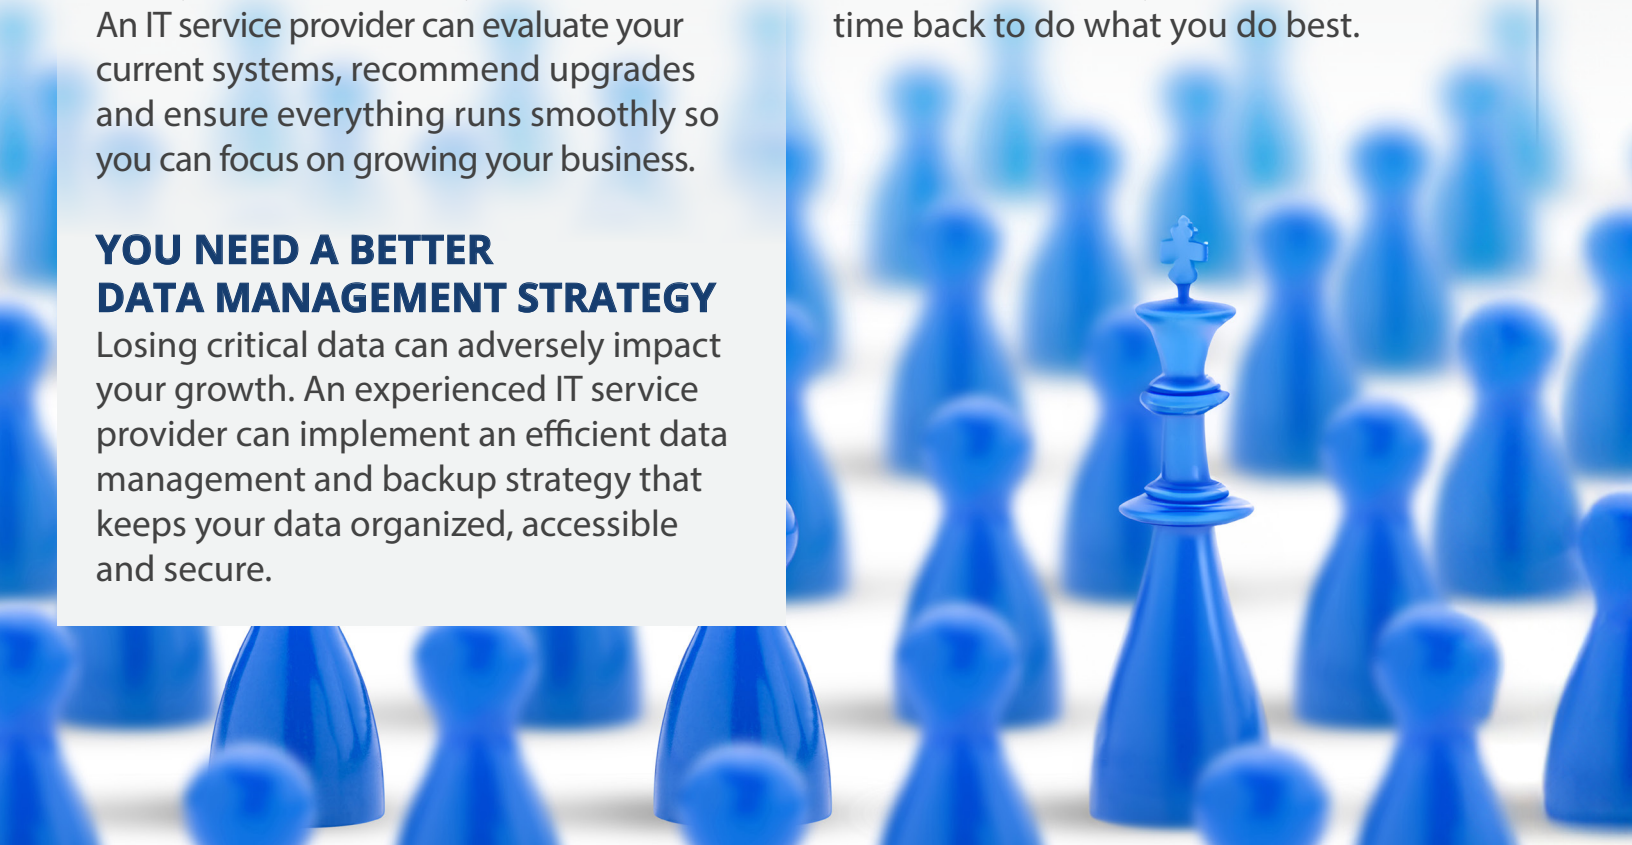 An IT service provider can evaluate your
current systems, recommend upgrades
and ensure everything runs smoothly so
you can focus on growing your business.
YOU NEED A BETTER
DATA MANAGEMENT STRATEGY
Losing critical data can adversely impact
your growth. An experienced IT service
provider can implement an efficient data
management and backup strategy that
keeps your data organized, accessible
and secure.
time back to do what you do best.